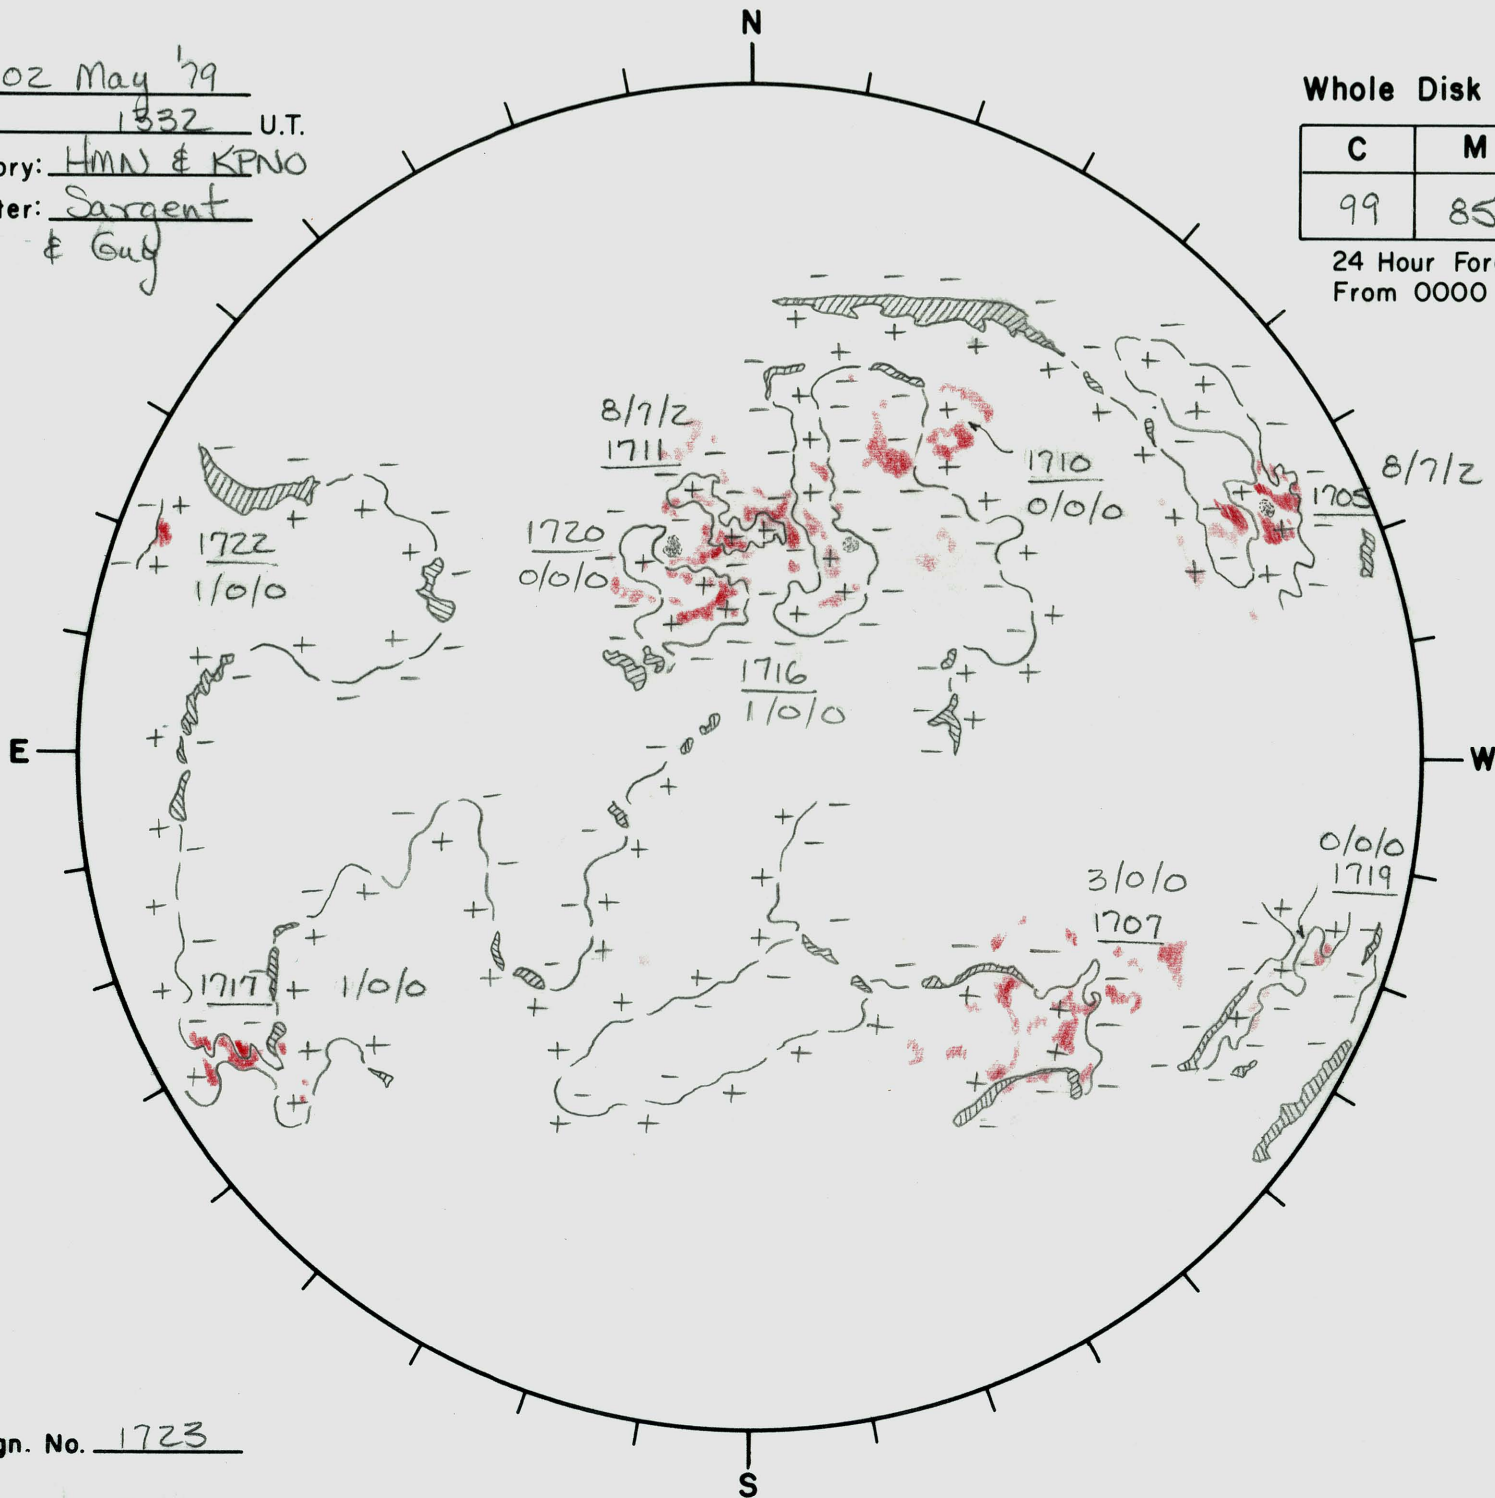 N
02 May '79
1332 U.T.
ory: HMN & KPNO
ter: Sargent
& Guy
Whole Disk
C M
99 85
24 Hour For
From 0000
8/7/2
1711
1710
0/0/0
8/7/2
1705
1720
0/0/0
1722
1/0/0
1716
1/0/0
E
W
0/0/0
1719
3/0/0
1707
1717 1/0/0
gn. No. 1723
S